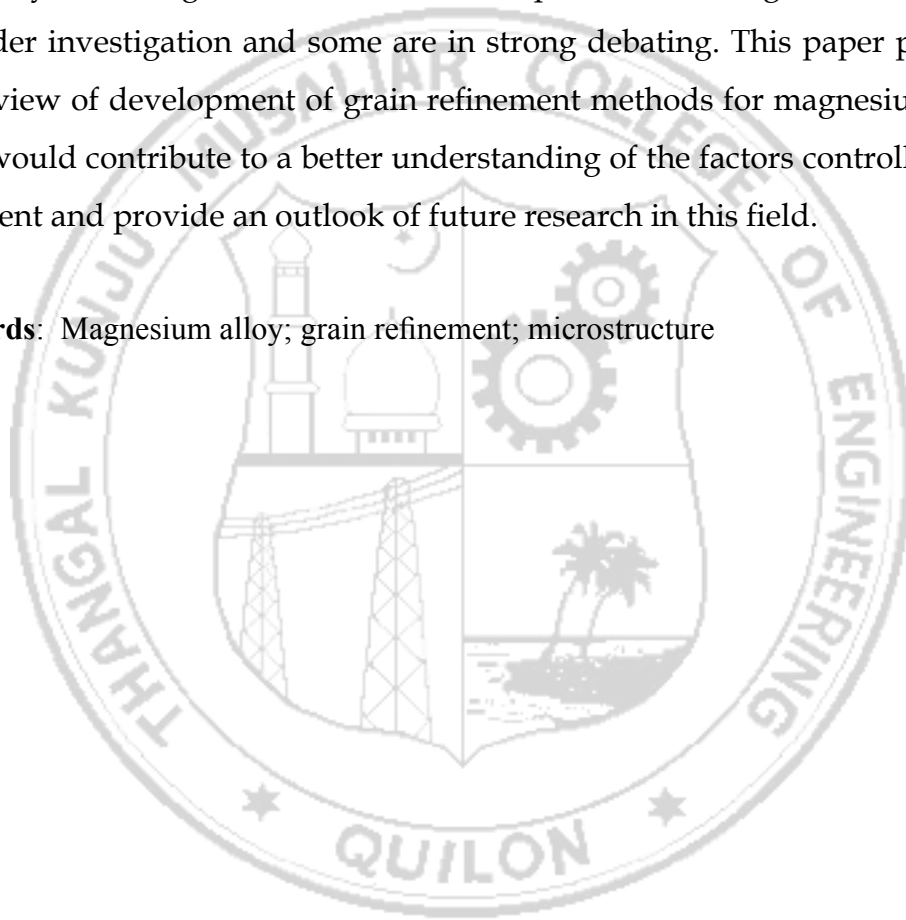 der investigation and some are in strong debating. This paper p
view of development of grain refinement methods for magnesiu
would contribute to a better understanding of the factors controll
ent and provide an outlook of future research in this field.
rds: Magnesium alloy; grain refinement; microstructure
THANGAL KUNJU MUSALIAR COLLEGE OF ENGINEERING
QUILON